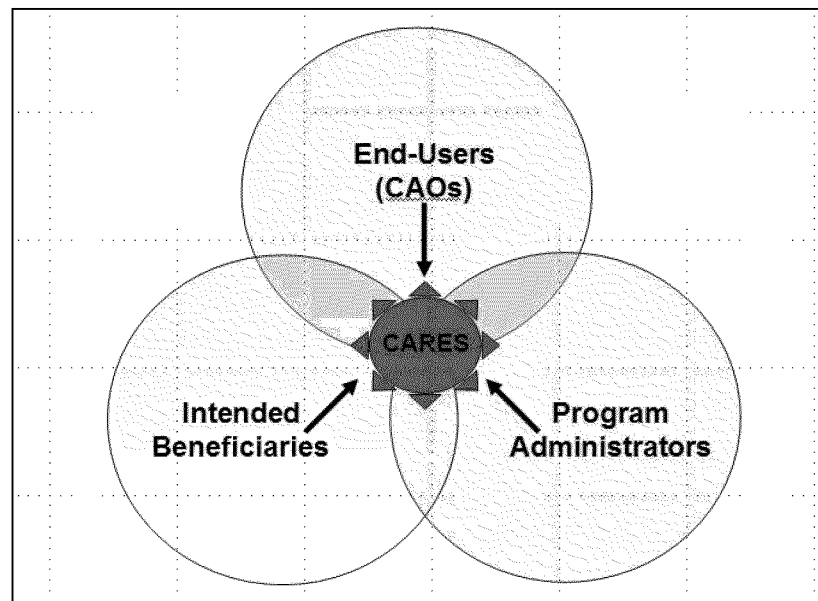 End-Users
(CAOs)
CARES
Intended
Beneficiaries
Program
Administrators